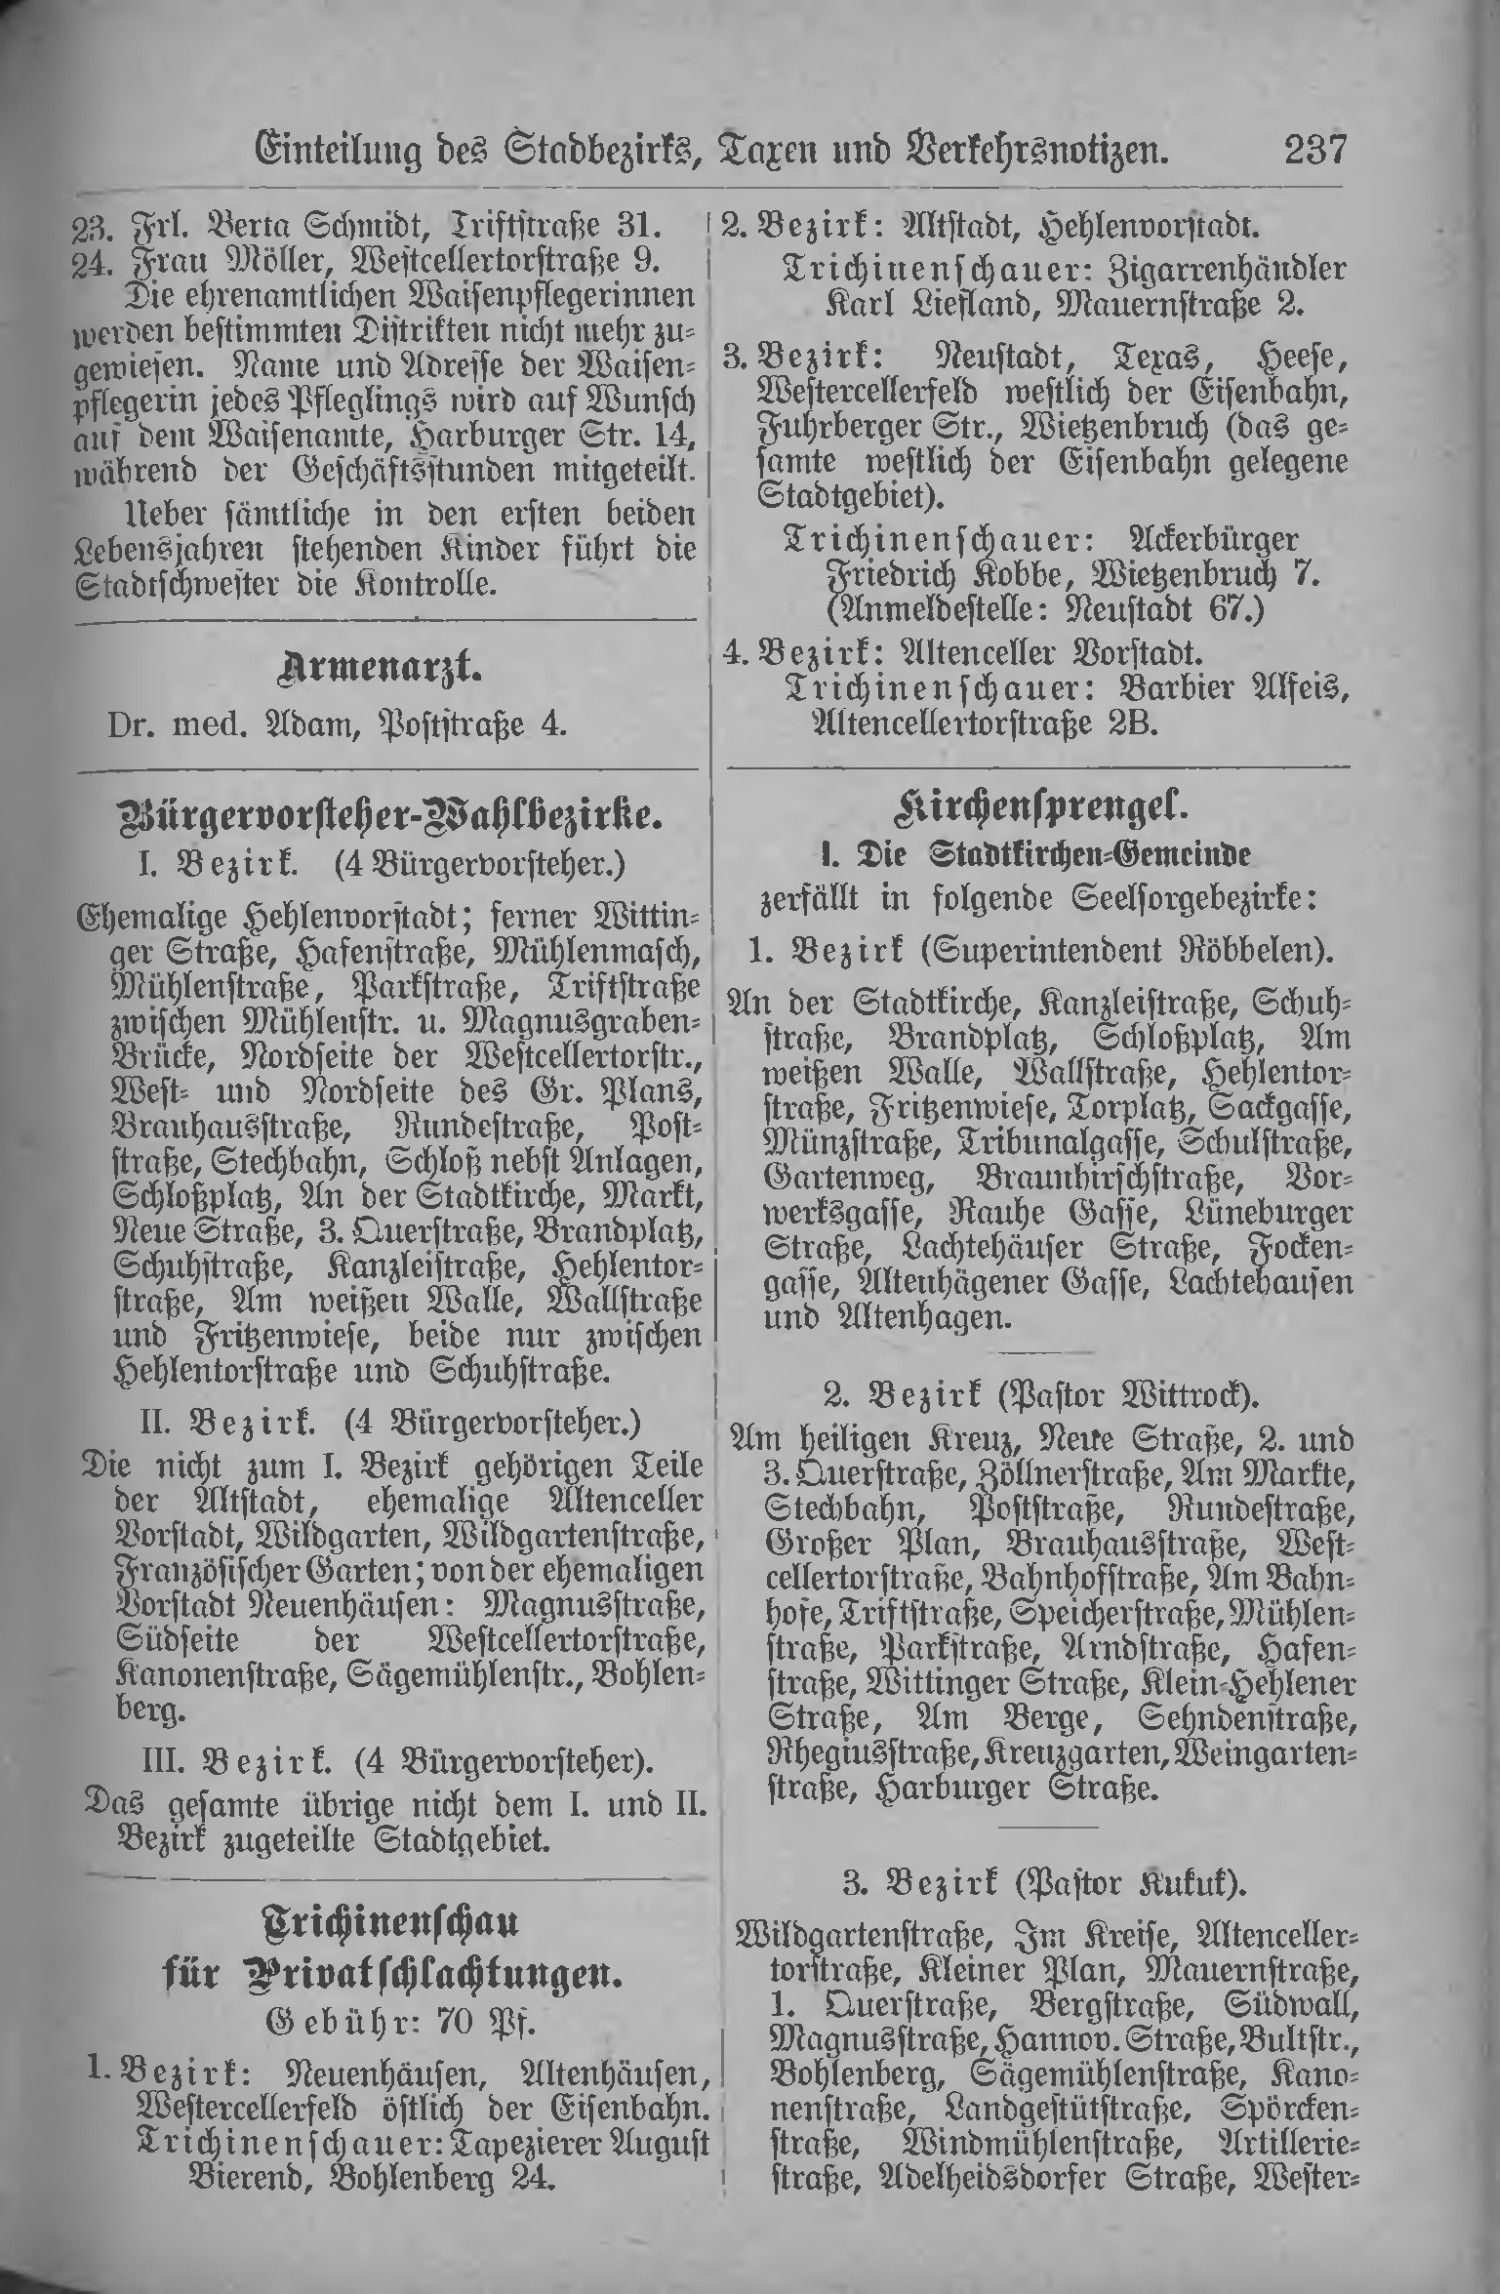 Einteilung des Stadbezirks, Taxen und Verkehrsnotizen. 237
23. Frl. Berta Schmidt, Triftstraße 31.
24. Frau Möller, Westcellertorstraße 9.
Die ehrenamtlichen Waisenpflegerinnen
werden bestimmten Distrikten nicht mehr zu-
gewiesen. Name und Adresse der Waisen-
pflegerin jedes Pfleglings wird auf Wunsch
auf dem Waisenamte, Harburger Str. 14,
während der Geschäftsstunden mitgeteilt.
Ueber sämtliche in den ersten beiden
Lebensjahren stehenden Kinder führt die
Stadtschwester die Kontrolle.
Armenarzt.
Dr. med. Adam, Poststraße 4.
Bürgervorsteher-Wahlbezirke.
I. Bezirk. (4 Bürgervorsteher.)
Ehemalige Hehlenvorstadt; ferner Wittin-
ger Straße, Hafenstraße, Mühlenmasch,
Mühlenstraße, Parkstraße, Triftstraße
zwischen Mühlenstr. u. Magnusgraben-
Brücke, Nordseite der Westcellertorstr.,
West- und Nordseite des Gr. Plans,
Brauhausstraße, Rundestraße, Post-
straße, Stechbahn, Schloß nebst Anlagen,
Schloßplatz, An der Stadtkirche, Markt,
Neue Straße, 3. Querstraße, Brandplatz,
Schuhstraße, Kanzleistraße, Hehlentor-
straße, Am weißen Walle, Wallstraße
und Fritzenwiese, beide nur zwischen
Hehlentorstraße und Schuhstraße.
II. Bezirk. (4 Bürgervorsteher.)
Die nicht zum I. Bezirk gehörigen Teile
der Altstadt, ehemalige Altenceller
Vorstadt, Wildgarten, Wildgartenstraße,
Französischer Garten; von der ehemaligen
Vorstadt Neuenhäusen: Magnusstraße,
Südseite der Westcellertorstraße,
Kanonenstraße, Sägemühlenstr., Bohlen-
berg.
III. Bezirk. (4 Bürgervorsteher).
Das gesamte übrige nicht dem I. und II.
Bezirk zugeteilte Stadtgebiet.
Trichinenschau
für Privatschlachtungen.
Gebühr: 70 Pf.
1. Bezirk: Neuenhäusen, Altenhäusen,
Westercellerfeld östlich der Eisenbahn.
Trichinenschauer: Tapezierer August
Bierend, Bohlenberg 24.
2. Bezirk: Altstadt, Hehlenvorstadt.
Trichinenschauer: Zigarrenhändler
Karl Liefland, Mauernstraße 2.
3. Bezirk: Neustadt, Texas, Heese,
Westercellerfeld westlich der Eisenbahn,
Fuhrberger Str., Wietzenbruch (das ge-
samte westlich der Eisenbahn gelegene
Stadtgebiet).
Trichinenschauer: Ackerbürger
Friedrich Kobbe, Wietzenbruch 7.
(Anmeldestelle: Neustadt 67.)
4. Bezirk: Altenceller Vorstadt.
Trichinenschauer: Barbier Alfeis,
Altencellertorstraße 2B.
Kirchensprengel.
I. Die Stadtkirchen-Gemeinde
zerfällt in folgende Seelsorgebezirke:
1. Bezirk (Superintendent Röbbelen).
An der Stadtkirche, Kanzleistraße, Schuh-
straße, Brandplatz, Schloßplatz, Am
weißen Walle, Wallstraße, Hehlentor-
straße, Fritzenwiese, Torplatz, Sackgasse,
Münzstraße, Tribunalgasse, Schulstraße,
Gartenweg, Braunhirschstraße, Vor-
werksgasse, Rauhe Gasse, Lüneburger
Straße, Lachtehäuser Straße, Focken-
gasse, Altenhägener Gasse, Lachtehausen
und Altenhagen.
2. Bezirk (Pastor Wittrock).
Am heiligen Kreuz, Neue Straße, 2. und
3. Querstraße, Zöllnerstraße, Am Markte,
Stechbahn, Poststraße, Rundestraße,
Großer Plan, Brauhausstraße, West-
cellertorstraße, Bahnhofstraße, Am Bahn-
hofe, Triftstraße, Speicherstraße, Mühlen-
straße, Parkstraße, Arndstraße, Hafen-
straße, Wittinger Straße, Klein-Hehlener
Straße, Am Berge, Sehndenstraße,
Rhegiusstraße, Kreuzgarten, Weingarten-
straße, Harburger Straße.
3. Bezirk (Pastor Kukuk).
Wildgartenstraße, Im Kreise, Altenceller-
torstraße, Kleiner Plan, Mauernstraße,
1. Querstraße, Bergstraße, Südwall,
Magnusstraße, Hannov. Straße, Bultstr.,
Bohlenberg, Sägemühlenstraße, Kano-
nenstraße, Landgestütstraße, Spörcken-
straße, Windmühlenstraße, Artillerie-
straße, Adelheidsdorfer Straße, Wester-